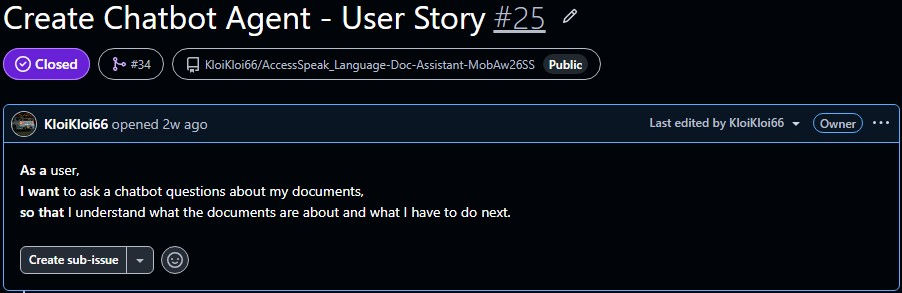 Create Chatbot Agent - User Story #25
Closed #34 KloiKloi66/AccessSpeak_Language-Doc-Assistant-MobAw26SS Public
KloiKloi66 opened 2w ago Last edited by KloiKloi66 Owner
As a user,
I want to ask a chatbot questions about my documents,
so that I understand what the documents are about and what I have to do next.
Create sub-issue